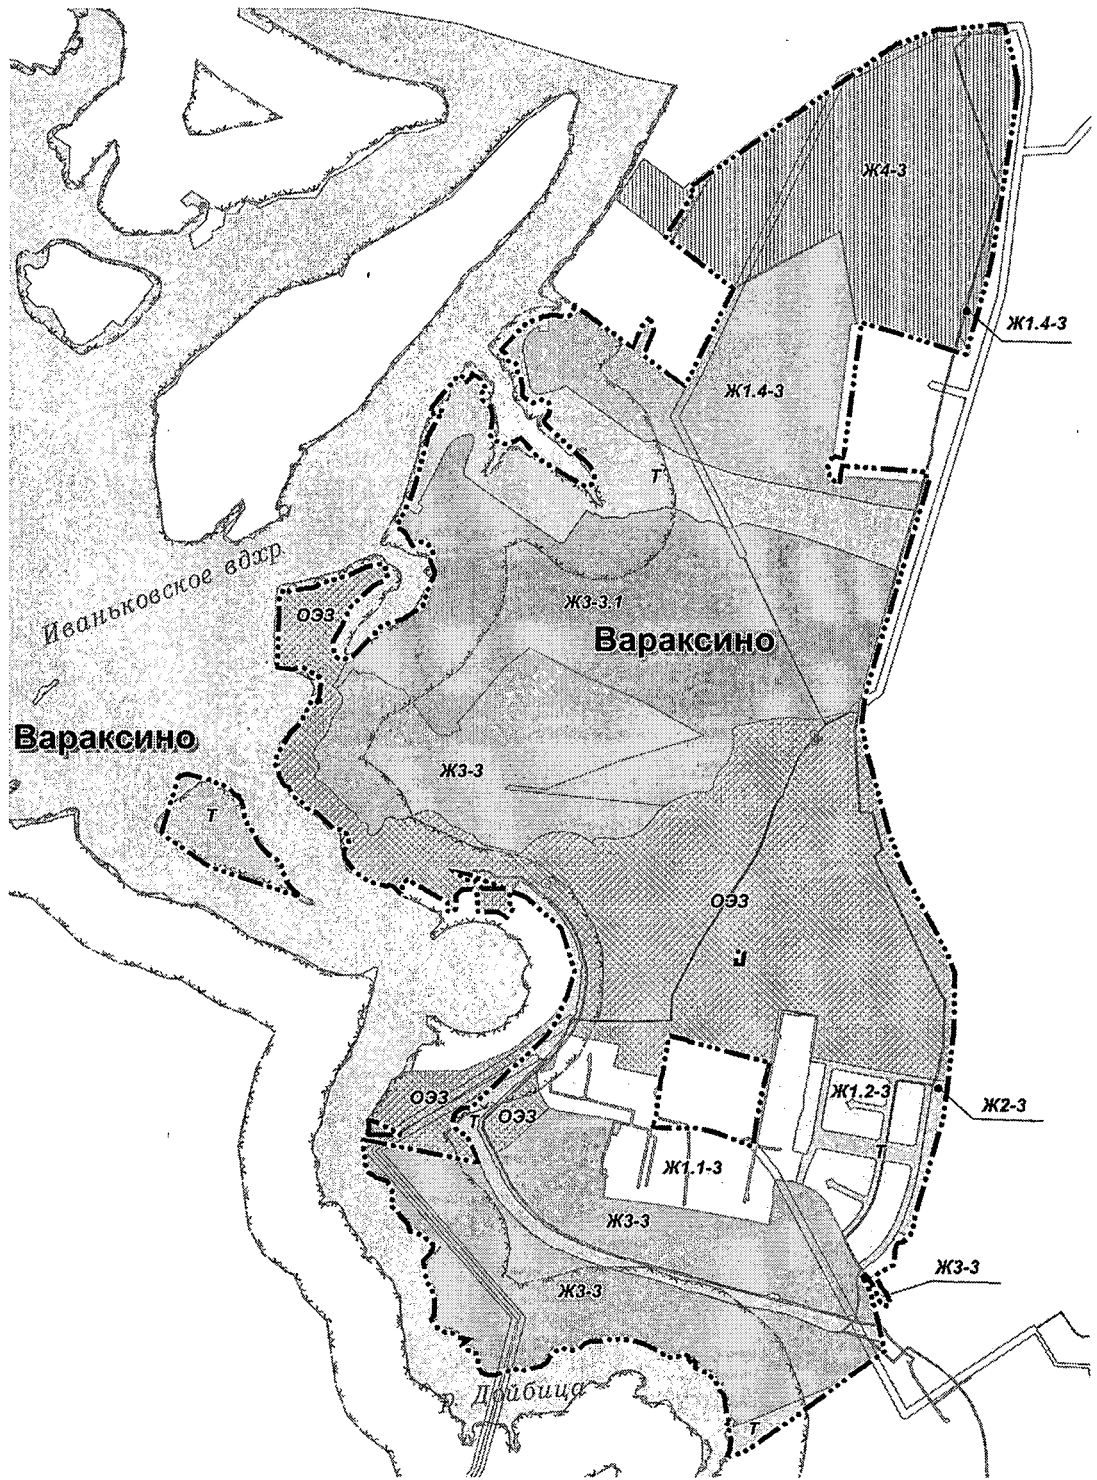 Ж4-3
Ж1.4-3
Ж1.4-3
Т
Иваньковское вдхр
ОЭЗ
Ж3-3.1
Вараксино
Вараксино
Ж3-3
Т
ОЭЗ
ОЭЗ
ОЭЗ
Т
Ж1.2-3
Ж2-3
Т
Ж1.1-3
Ж3-3
Ж3-3
Ж3-3
р Дойбица
Т